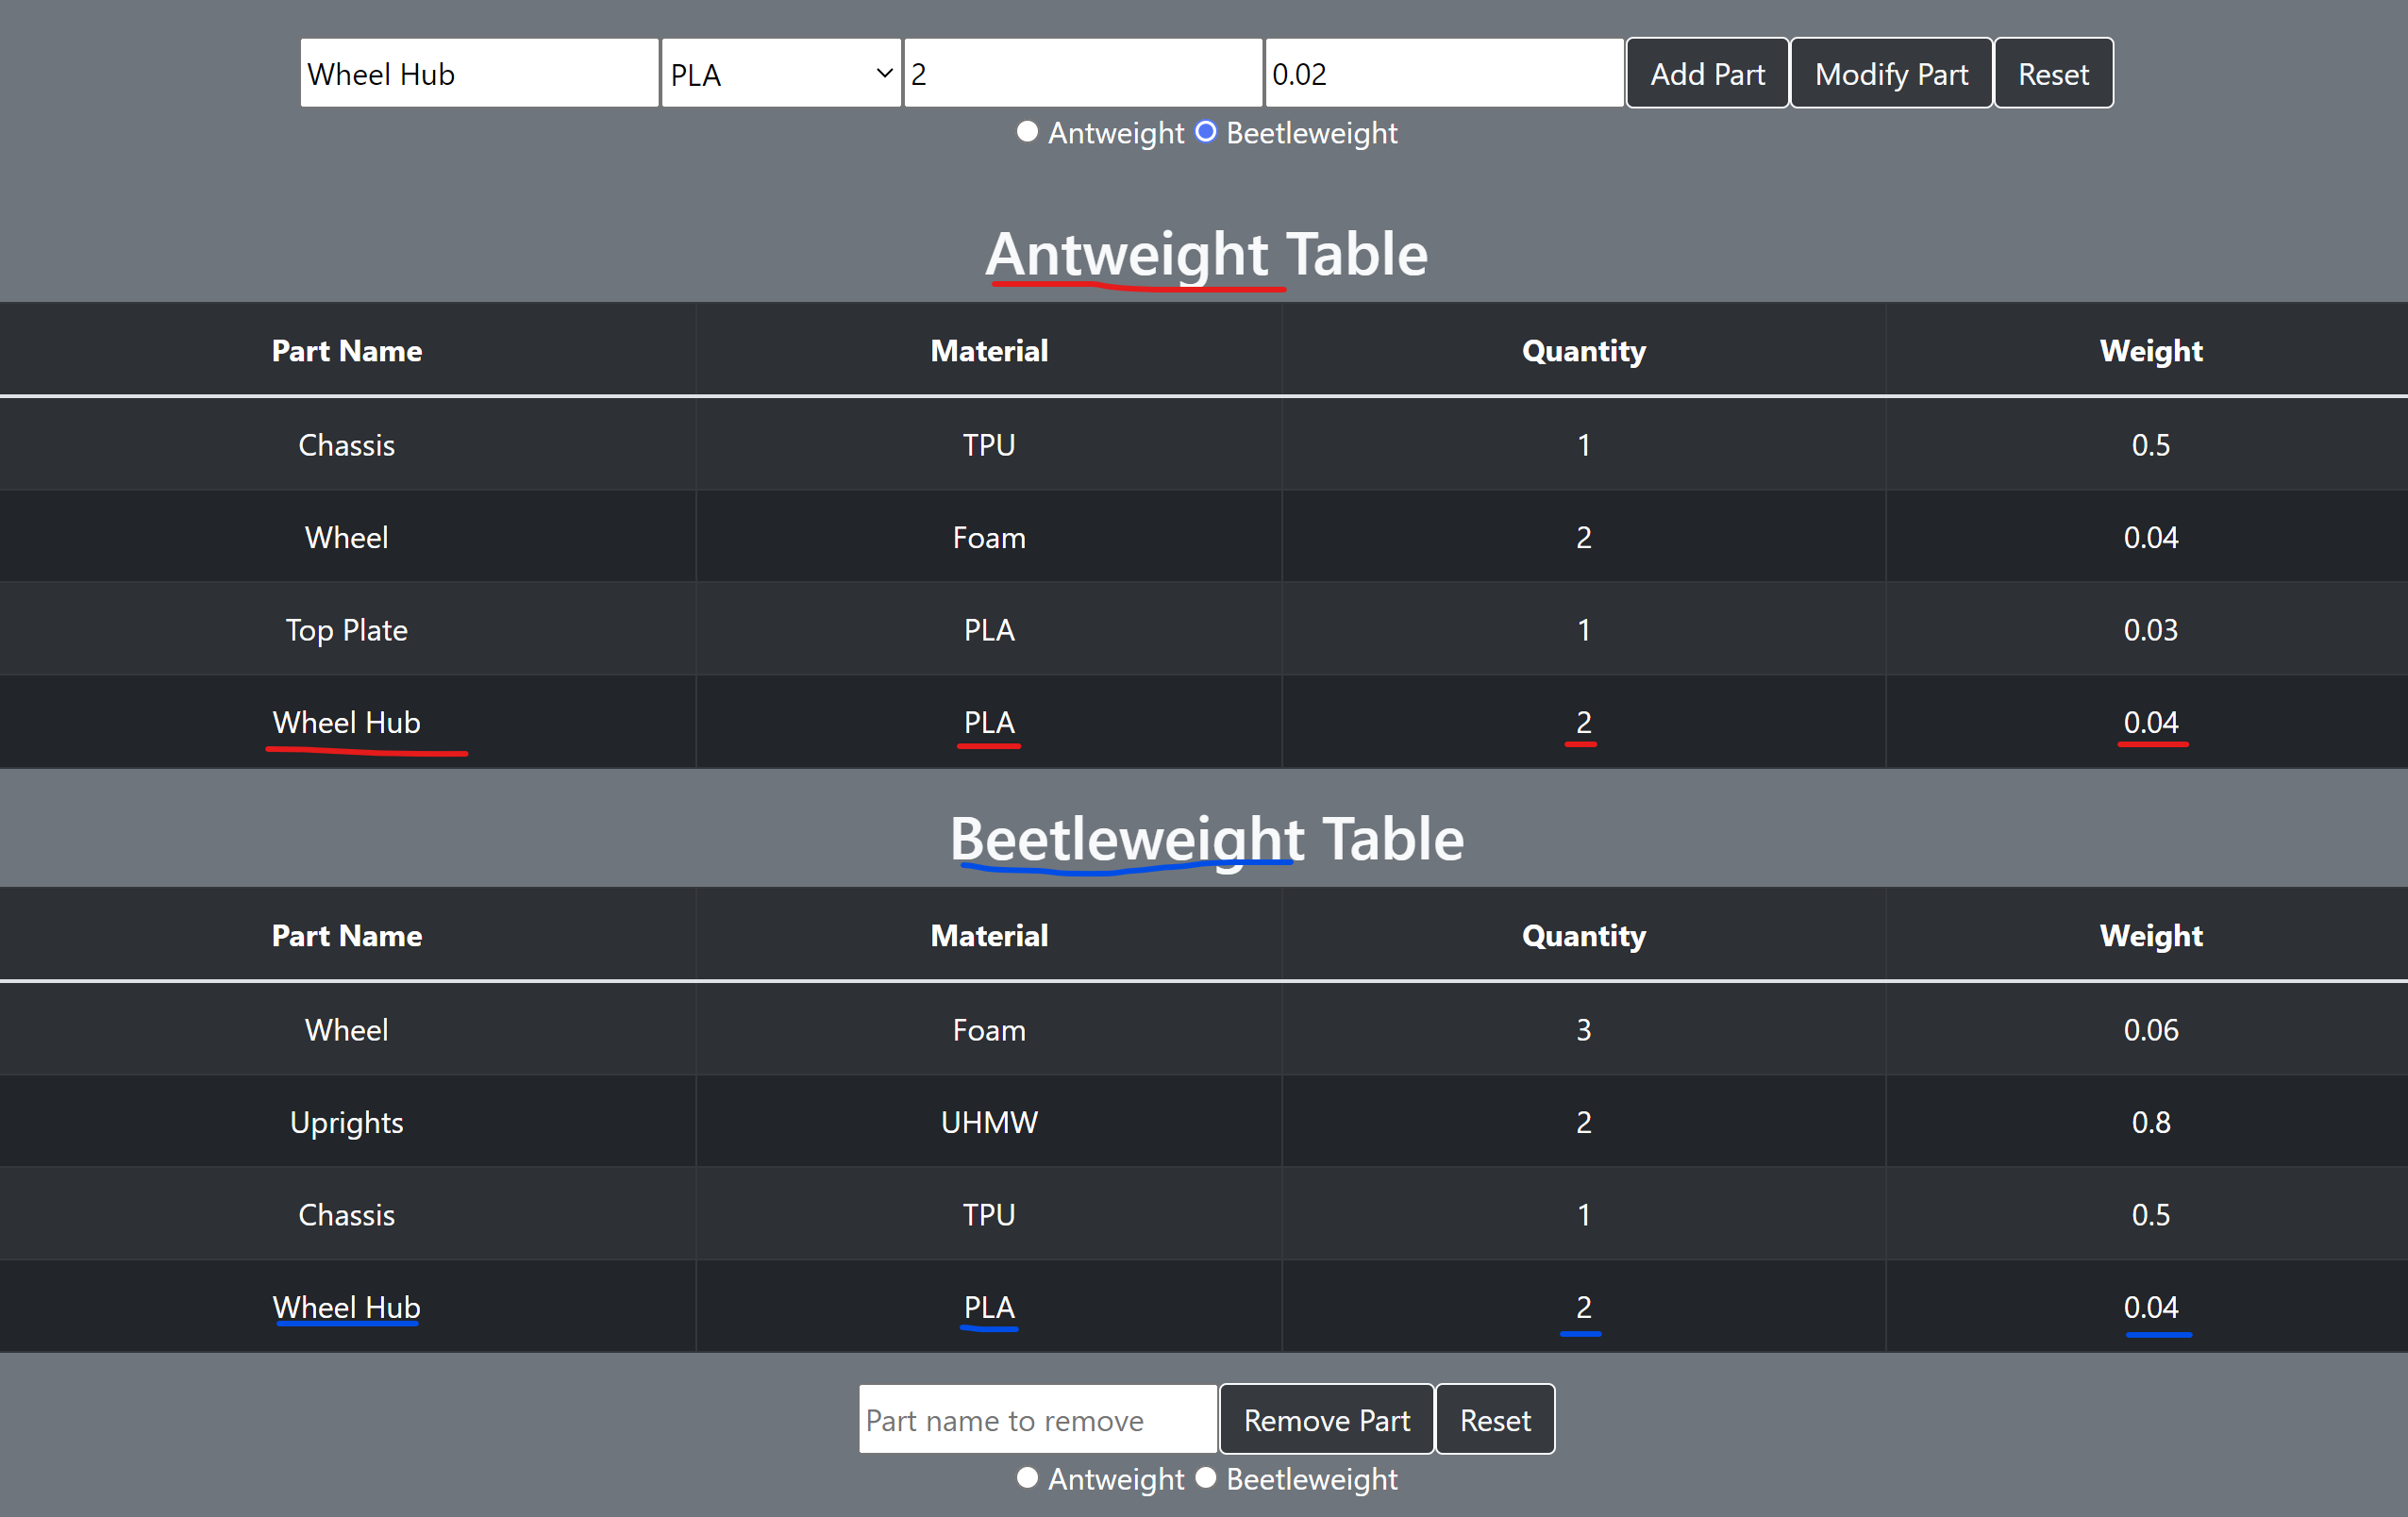 Wheel Hub PLA 2 0.02 Add Part Modify Part Reset
Antweight Beetleweight
Antweight Table
Part Name Material Quantity Weight
Chassis TPU 1 0.5
Wheel Foam 2 0.04
Top Plate PLA 1 0.03
Wheel Hub PLA 2 0.04
Beetleweight Table
Part Name Material Quantity Weight
Wheel Foam 3 0.06
Uprights UHMW 2 0.8
Chassis TPU 1 0.5
Wheel Hub PLA 2 0.04
Part name to remove Remove Part Reset
Antweight Beetleweight